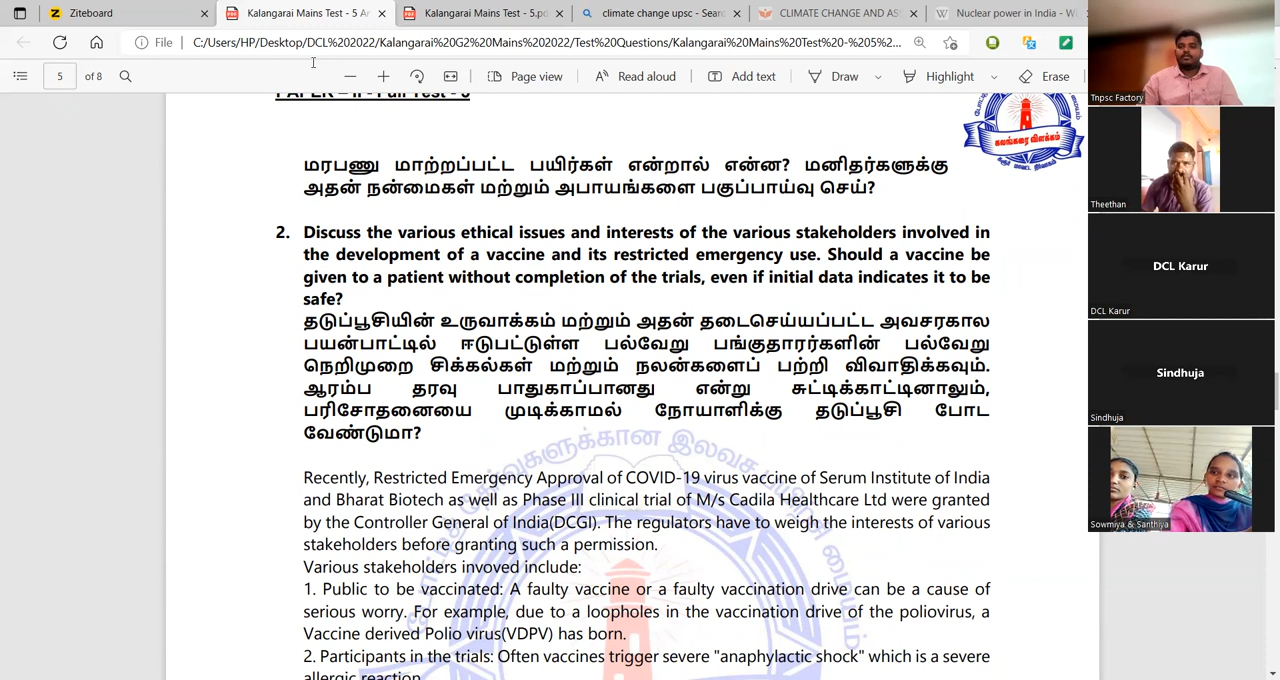 Ziteboard
Kalangarai Mains Test - 5 Ar
Kalangarai Mains Test - 5.pd
climate change upsc - Sear
CLIMATE CHANGE AND AS
Nuclear power in India - W
File
C:/Users/HP/Desktop/DCL%202022/Kalangarai%20G2%20Mains%202022/Test%20Questions/Kalangarai%20Mains%20Test%20-%205%2...
5 of 8
Page view
Read aloud
Add text
Draw
Highlight
Erase
PAPER – II - Full Test - 5
கலங்கரை விளக்கம்
மரபணு மாற்றப்பட்ட பயிர்கள் என்றால் என்ன? மனிதர்களுக்கு
அதன் நன்மைகள் மற்றும் அபாயங்களை பகுப்பாய்வு செய்?
2. Discuss the various ethical issues and interests of the various stakeholders involved in
the development of a vaccine and its restricted emergency use. Should a vaccine be
given to a patient without completion of the trials, even if initial data indicates it to be
safe?
தடுப்பூசியின் உருவாக்கம் மற்றும் அதன் தடைசெய்யப்பட்ட அவசரகால
பயன்பாட்டில் ஈடுபட்டுள்ள பல்வேறு பங்குதாரர்களின் பல்வேறு
நெறிமுறை சிக்கல்கள் மற்றும் நலன்களைப் பற்றி விவாதிக்கவும்.
ஆரம்ப தரவு பாதுகாப்பானது என்று சுட்டிக்காட்டினாலும்,
பரிசோதனையை முடிக்காமல் நோயாளிக்கு தடுப்பூசி போட
வேண்டுமா?
Recently, Restricted Emergency Approval of COVID-19 virus vaccine of Serum Institute of India
and Bharat Biotech as well as Phase III clinical trial of M/s Cadila Healthcare Ltd were granted
by the Controller General of India(DCGI). The regulators have to weigh the interests of various
stakeholders before granting such a permission.
Various stakeholders invoved include:
1. Public to be vaccinated: A faulty vaccine or a faulty vaccination drive can be a cause of
serious worry. For example, due to a loopholes in the vaccination drive of the poliovirus, a
Vaccine derived Polio virus(VDPV) has born.
2. Participants in the trials: Often vaccines trigger severe "anaphylactic shock" which is a severe
allergic reaction.
Tnpsc Factory
Theethan
DCL Karur
DCL Karur
Sindhuja
Sindhuja
Sowmiya & Santhiya